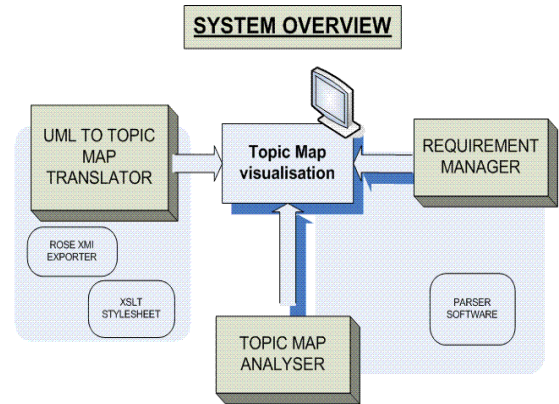 SYSTEM OVERVIEW
UML TO TOPIC
MAP
TRANSLATOR
Topic Map
visualisation
REQUIREMENT
MANAGER
ROSE XMI
EXPORTER
XSLT
STYLESHEET
PARSER
SOFTWARE
TOPIC MAP
ANALYSER